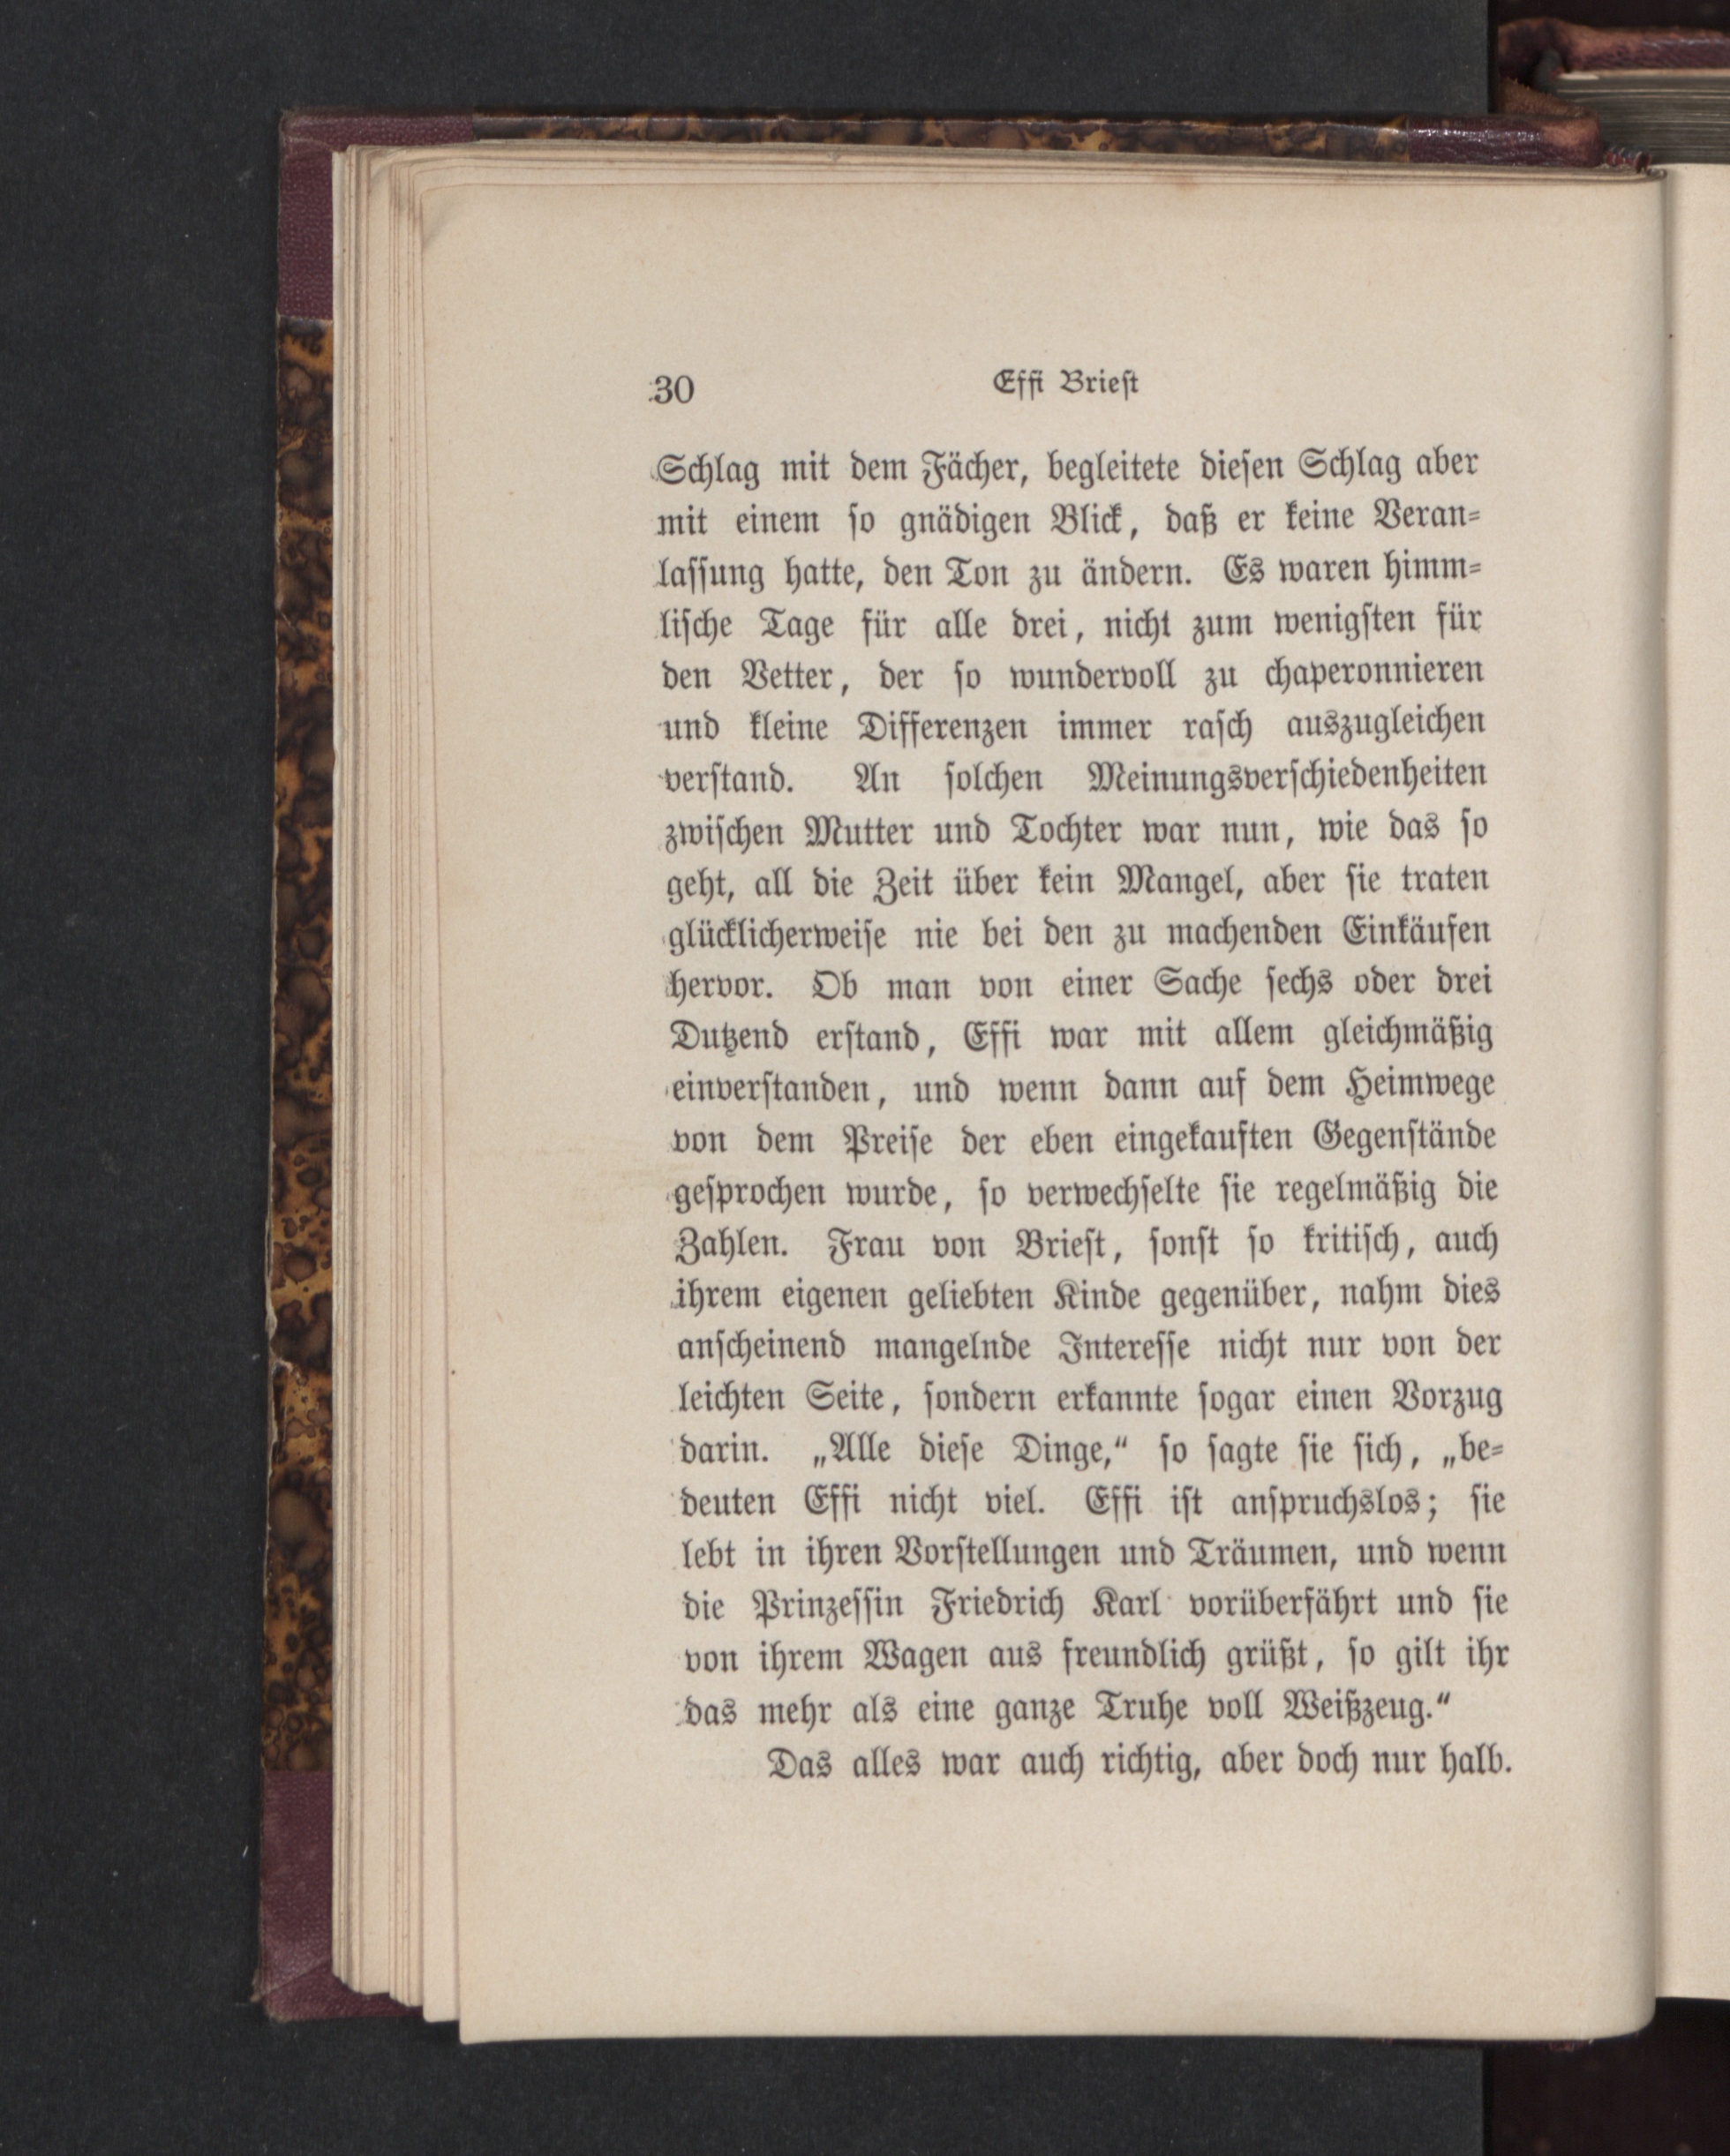 30 Effi Briest
Schlag mit dem Fächer, begleitete dieſen Schlag aber
mit einem ſo gnädigen Blick, daß er keine Veran⸗
laſſung hatte, den Ton zu ändern. Es waren himm⸗
liſche Tage für alle drei, nicht zum wenigſten für
den Vetter, der ſo wundervoll zu chaperonnieren
und kleine Differenzen immer raſch auszugleichen
verſtand. An ſolchen Meinungsverſchiedenheiten
zwiſchen Mutter und Tochter war nun, wie das ſo
geht, all die Zeit über kein Mangel, aber ſie traten
glücklicherweiſe nie bei den zu machenden Einkäufen
hervor. Ob man von einer Sache ſechs oder drei
Dutzend erſtand, Effi war mit allem gleichmäßig
einverſtanden, und wenn dann auf dem Heimwege
von dem Preiſe der eben eingekauften Gegenſtände
geſprochen wurde, ſo verwechſelte ſie regelmäßig die
Zahlen. Frau von Brieſt, ſonſt ſo kritiſch, auch
ihrem eigenen geliebten Kinde gegenüber, nahm dies
anſcheinend mangelnde Intereſſe nicht nur von der
leichten Seite, ſondern erkannte ſogar einen Vorzug
darin. „Alle dieſe Dinge,“ ſo ſagte ſie ſich, „be⸗
deuten Effi nicht viel. Effi iſt anſpruchslos; ſie
lebt in ihren Vorſtellungen und Träumen, und wenn
die Prinzeſſin Friedrich Karl vorüberfährt und ſie
von ihrem Wagen aus freundlich grüßt, ſo gilt ihr
das mehr als eine ganze Truhe voll Weißzeug.“
Das alles war auch richtig, aber doch nur halb.